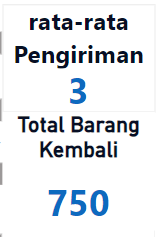 rata-rata
Pengiriman
3
Total Barang
Kembali
750